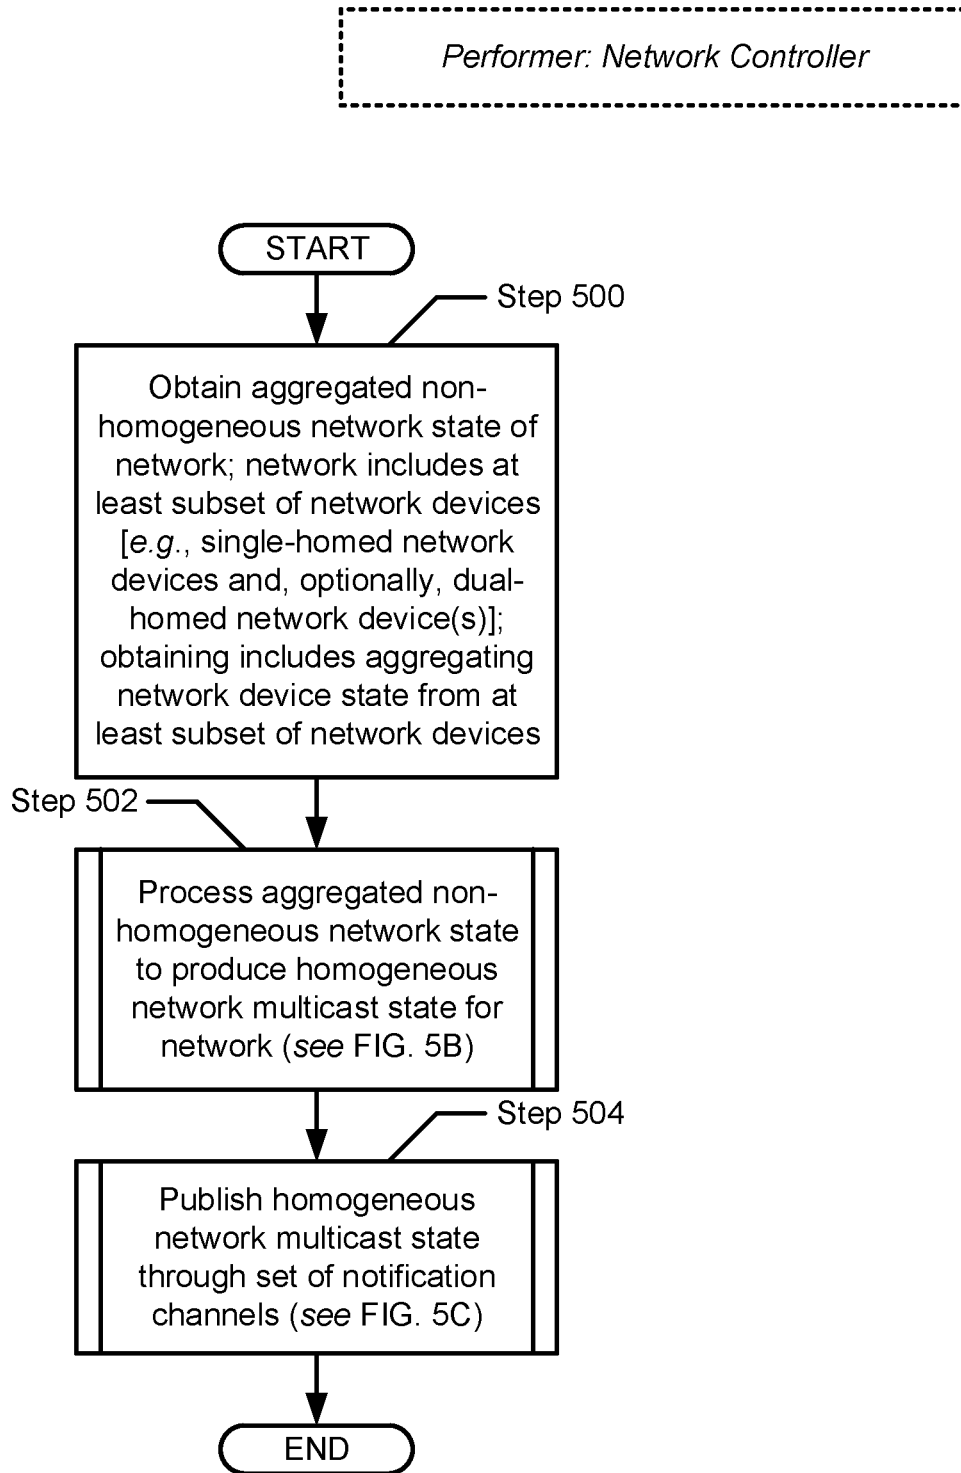 Performer: Network Controller
START
Step 500
Obtain aggregated non-
homogeneous network state of
network; network includes at
least subset of network devices
[e.g., single-homed network
devices and, optionally, dual-
homed network device(s)];
obtaining includes aggregating
network device state from at
least subset of network devices
Step 502
Process aggregated non-
homogeneous network state
to produce homogeneous
network multicast state for
network (see FIG. 5B)
Step 504
Publish homogeneous
network multicast state
through set of notification
channels (see FIG. 5C)
END